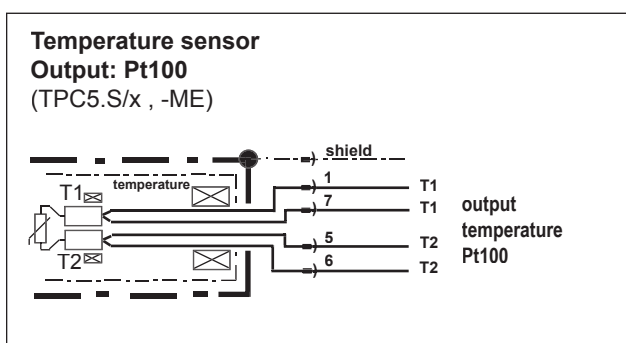 Temperature sensor
Output: Pt100
(TPC5.S/x , -ME)
shield
temperature
T1
1
T1
7
T1
output
temperature
Pt100
5
T2
T2
6
T2